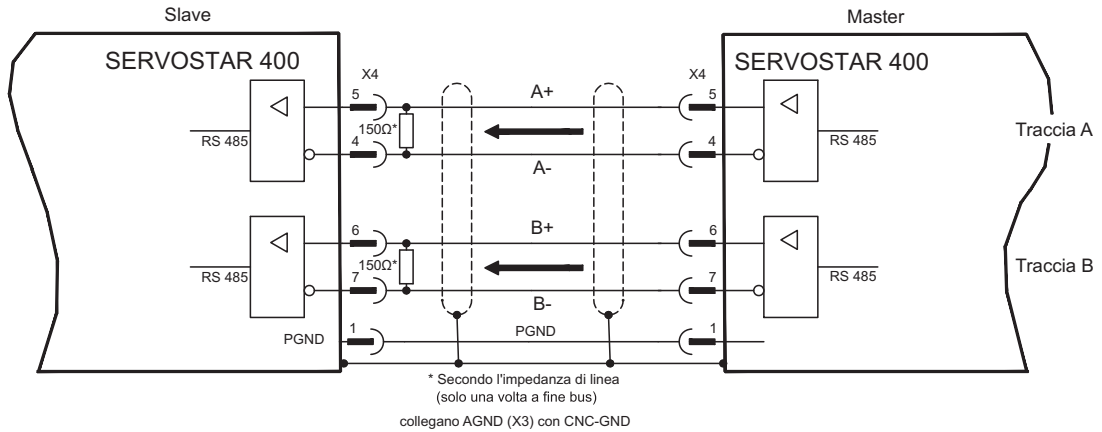 Slave
Master
SERVOSTAR 400
SERVOSTAR 400
X4
X4
5
A+
5
150Ω*
RS 485
RS 485
Traccia A
4
4
A-
6
B+
6
150Ω*
RS 485
RS 485
Traccia B
7
7
B-
PGND
1
PGND
1
* Secondo l'impedanza di linea
(solo una volta a fine bus)
collegano AGND (X3) con CNC-GND